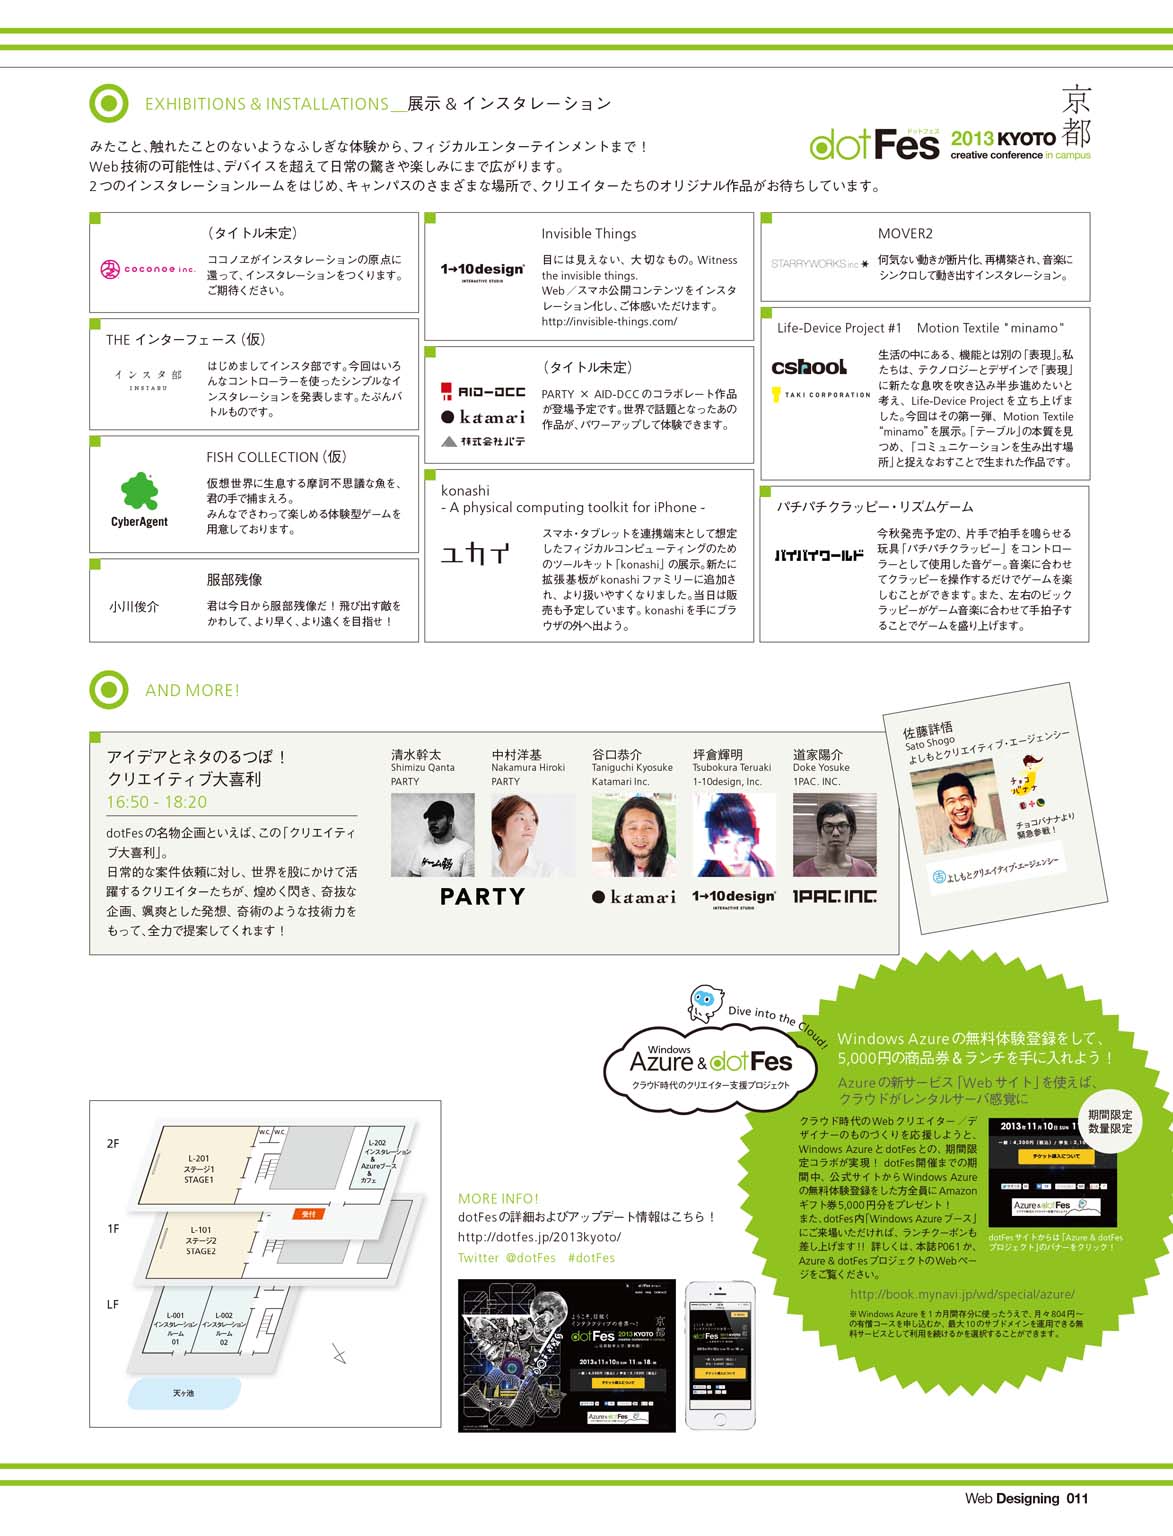 EXHIBITIONS & INSTALLATIONS__展示 & インスタレーション
みたこと、触れたことのないようなふしぎな体験から、フィジカルエンターテインメントまで！
Web技術の可能性は、デバイスを超えて日常の驚きや楽しみにまで広がります。
2つのインスタレーションルームをはじめ、キャンパスのさまざまな場所で、クリエイターたちのオリジナル作品がお待ちしています。
ドットフェス
dotFes 2013 KYOTO 京都
creative conference in campus
（タイトル未定）
coconoe inc.
ココノヱがインスタレーションの原点に
還って、インスタレーションをつくります。
ご期待ください。
THE インターフェース（仮）
インスタ部
INSTABU
はじめましてインスタ部です。今回はいろ
んなコントローラーを使ったシンプルなイ
ンスタレーションを発表します。たぶんバ
トルものです。
FISH COLLECTION（仮）
CyberAgent
仮想世界に生息する摩訶不思議な魚を、
君の手で捕まえろ。
みんなでさわって楽しめる体験型ゲームを
用意しております。
服部残像
小川俊介
君は今日から服部残像だ！飛び出す敵を
かわして、より早く、より遠くを目指せ！
Invisible Things
1→10design
INTERACTIVE STUDIO
目には見えない、大切なもの。Witness
the invisible things.
Web／スマホ公開コンテンツをインスタ
レーション化し、ご体感いただけます。
http://invisible-things.com/
（タイトル未定）
AID-DCC
katamari
株式会社バテ
PARTY × AID-DCCのコラボレート作品
が登場予定です。世界で話題となったあの
作品が、パワーアップして体験できます。
konashi
- A physical computing toolkit for iPhone -
ユカイ
スマホ・タブレットを連携端末として想定
したフィジカルコンピューティングのため
のツールキット「konashi」の展示。新たに
拡張基板がkonashiファミリーに追加さ
れ、より扱いやすくなりました。当日は販
売も予定しています。konashiを手にブラ
ウザの外へ出よう。
MOVER2
STARRYWORKS inc
何気ない動きが断片化、再構築され、音楽に
シンクロして動き出すインスタレーション。
Life-Device Project #1　Motion Textile "minamo"
cshool
TAKI CORPORATION
生活の中にある、機能とは別の「表現」。私
たちは、テクノロジーとデザインで「表現」
に新たな息吹を吹き込み半歩進めたいと
考え、Life-Device Projectを立ち上げま
した。今回はその第一弾、Motion Textile
“minamo”を展示。「テーブル」の本質を見
つめ、「コミュニケーションを生み出す場
所」と捉えなおすことで生まれた作品です。
パチパチクラッピー・リズムゲーム
バイバイワールド
今秋発売予定の、片手で拍手を鳴らせる
玩具「パチパチクラッピー」をコントロー
ラーとして使用した音ゲー。音楽に合わせ
てクラッピーを操作するだけでゲームを楽
しむことができます。また、左右のビック
ラッピーがゲーム音楽に合わせて手拍子す
ることでゲームを盛り上げます。
AND MORE!
アイデアとネタのるつぼ！
クリエイティブ大喜利
16:50 - 18:20
dotFesの名物企画といえば、この「クリエイティ
ブ大喜利」。
日常的な案件依頼に対し、世界を股にかけて活
躍するクリエイターたちが、煌めく閃き、奇抜な
企画、颯爽とした発想、奇術のような技術力を
もって、全力で提案してくれます！
清水幹太
Shimizu Qanta
PARTY
中村洋基
Nakamura Hiroki
PARTY
谷口恭介
Taniguchi Kyosuke
Katamari Inc.
坪倉輝明
Tsubokura Teruaki
1-10design, Inc.
道家陽介
Doke Yosuke
1PAC. INC.
PARTY
katamari
1→10design
INTERACTIVE STUDIO
1PAC. INC.
佐藤詳悟
Sato Shogo
よしもとクリエイティブ・エージェンシー
チョコバナナ
チョコバナナより
緊急参戦！
よしもとクリエイティブ・エージェンシー
Dive into the Cloud!
Windows
Azure & dotFes
クラウド時代のクリエイター支援プロジェクト
Windows Azureの無料体験登録をして、
5,000円の商品券＆ランチを手に入れよう！
Azureの新サービス「Webサイト」を使えば、
クラウドがレンタルサーバ感覚に
クラウド時代のWebクリエイター／デ
ザイナーのものづくりを応援しようと、
Windows AzureとdotFesとの、期間限
定コラボが実現！ dotFes開催までの期
間中、公式サイトからWindows Azure
の無料体験登録をした方全員にAmazon
ギフト券5,000円分をプレゼント！
また、dotFes内「Windows Azureブース」
にご来場いただければ、ランチクーポンも
差し上げます!! 詳しくは、本誌P061か、
Azure & dotFesプロジェクトのWebペー
ジをご覧ください。
期間限定
数量限定
2013年11月10日 SUN
チケット購入について
Azure & dotFes
dotFesサイトからは「Azure & dotFes
プロジェクト」のバナーをクリック！
http://book.mynavi.jp/wd/special/azure/
※Windows Azureを1カ月間存分に使ったうえで、月々804円〜
の有償コースを申し込むか、最大10のサブドメインを運用できる無
料サービスとして利用を続けるかを選択することができます。
2F
L-201
ステージ1
STAGE1
W.C. W.C.
L-202
インスタレーション
&
Azureブース
&
カフェ
受付
1F
L-101
ステージ2
STAGE2
LF
L-001
インスタレーション
ルーム
01
L-002
インスタレーション
ルーム
02
天ヶ池
MORE INFO!
dotFesの詳細およびアップデート情報はこちら！
http://dotfes.jp/2013kyoto/
Twitter @dotFes #dotFes
dotFes 2013 KYOTO 京都
2013年11月10日 SUN
チケット購入について
Azure & dotFes
Web Designing 011